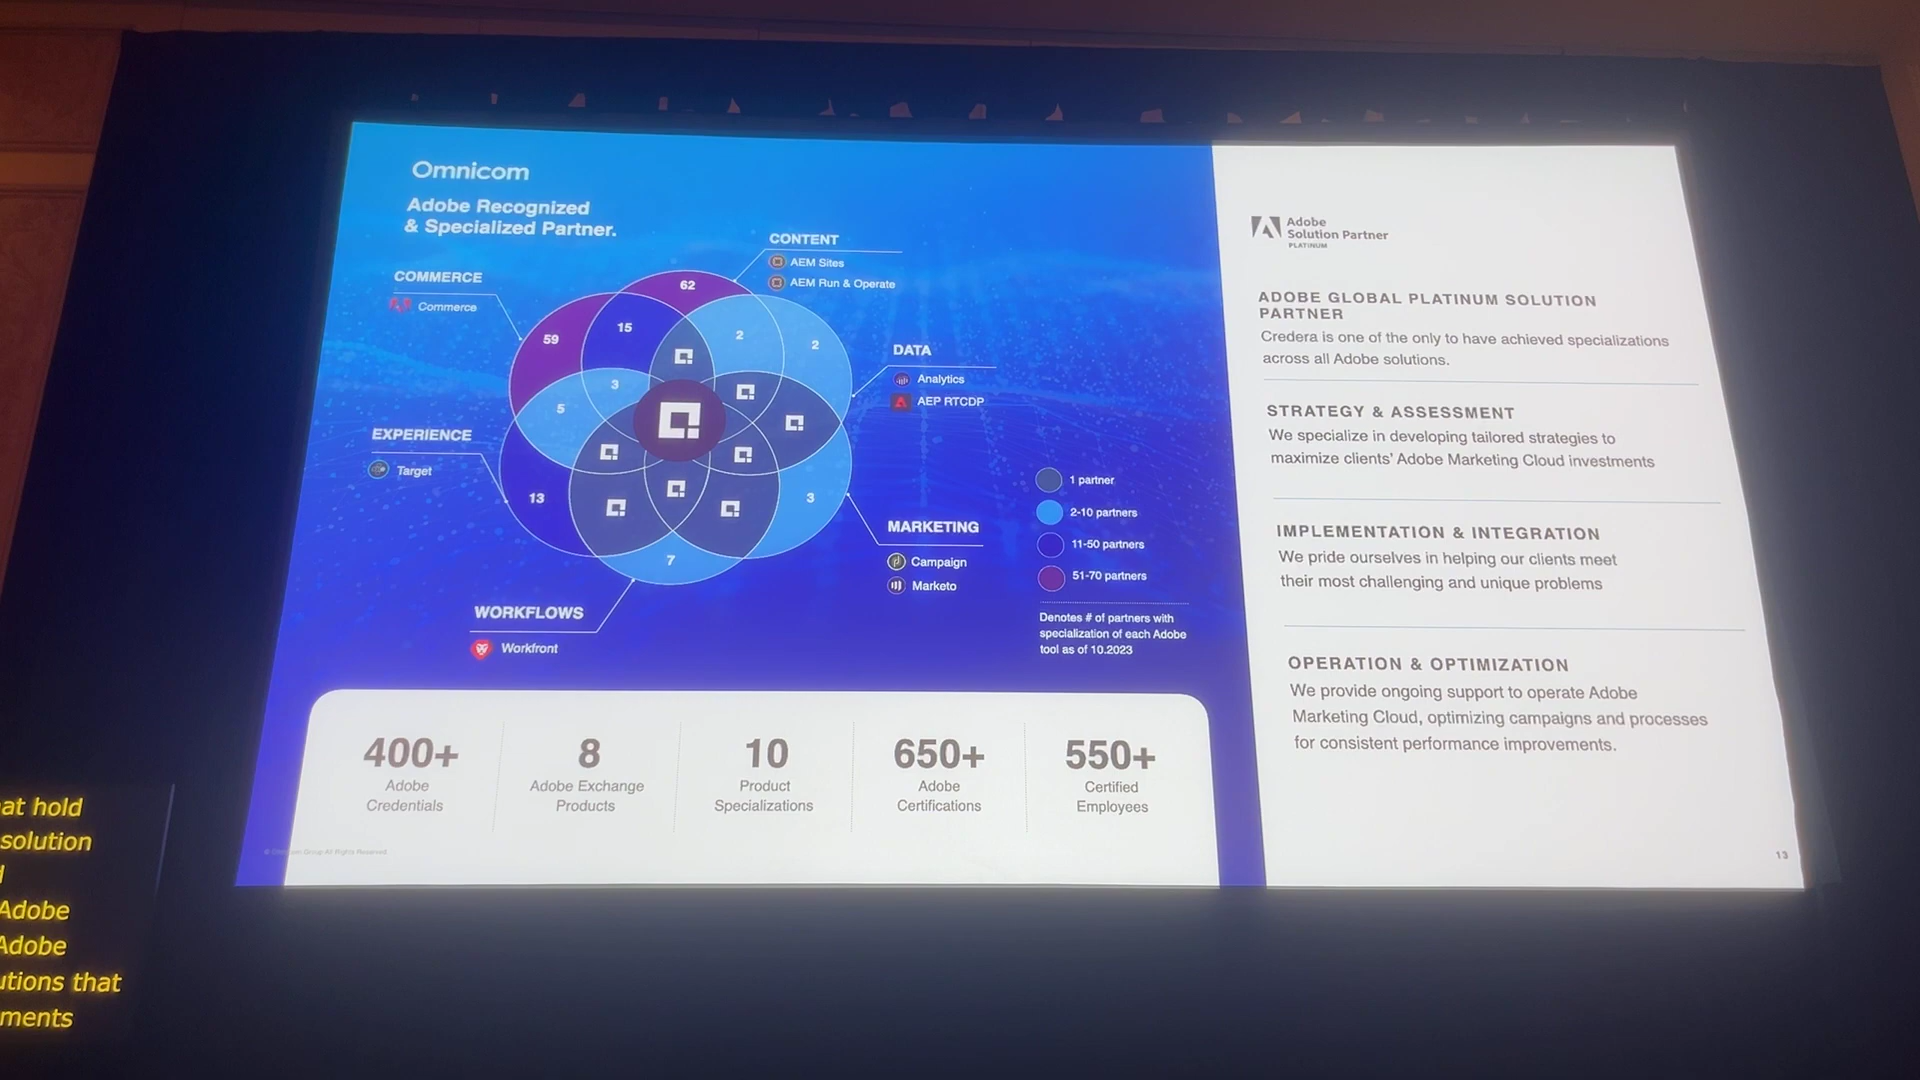 Omnicom
Adobe Recognized
& Specialized Partner.
CONTENT
AEM Sites
AEM Run & Operate
COMMERCE
Commerce
DATA
Analytics
AEP RTCDP
EXPERIENCE
Target
MARKETING
Campaign
Marketo
WORKFLOWS
Workfront
62
59
15
2
2
3
5
13
3
7
1 partner
2-10 partners
11-50 partners
51-70 partners
Denotes # of partners with
specialization of each Adobe
tool as of 10.2023
400+
Adobe
Credentials
8
Adobe Exchange
Products
10
Product
Specializations
650+
Adobe
Certifications
550+
Certified
Employees
Group All Rights Reserved.
Adobe
Solution Partner
PLATINUM
ADOBE GLOBAL PLATINUM SOLUTION
PARTNER
Credera is one of the only to have achieved specializations
across all Adobe solutions.
STRATEGY & ASSESSMENT
We specialize in developing tailored strategies to
maximize clients' Adobe Marketing Cloud investments
IMPLEMENTATION & INTEGRATION
We pride ourselves in helping our clients meet
their most challenging and unique problems
OPERATION & OPTIMIZATION
We provide ongoing support to operate Adobe
Marketing Cloud, optimizing campaigns and processes
for consistent performance improvements.
13
at hold
solution
Adobe
Adobe
utions that
ments